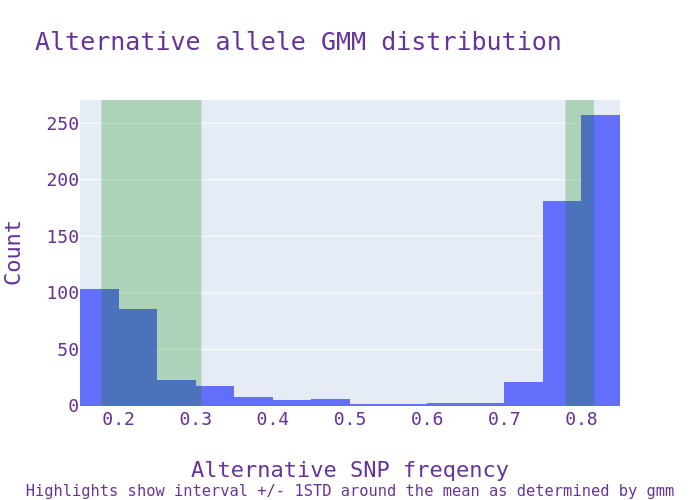 Alternative allele GMM distribution
250
200
150
100
50
0
Count
0.2 0.3 0.4 0.5 0.6 0.7 0.8
Alternative SNP freqency
Highlights show interval +/- 1STD around the mean as determined by gmm